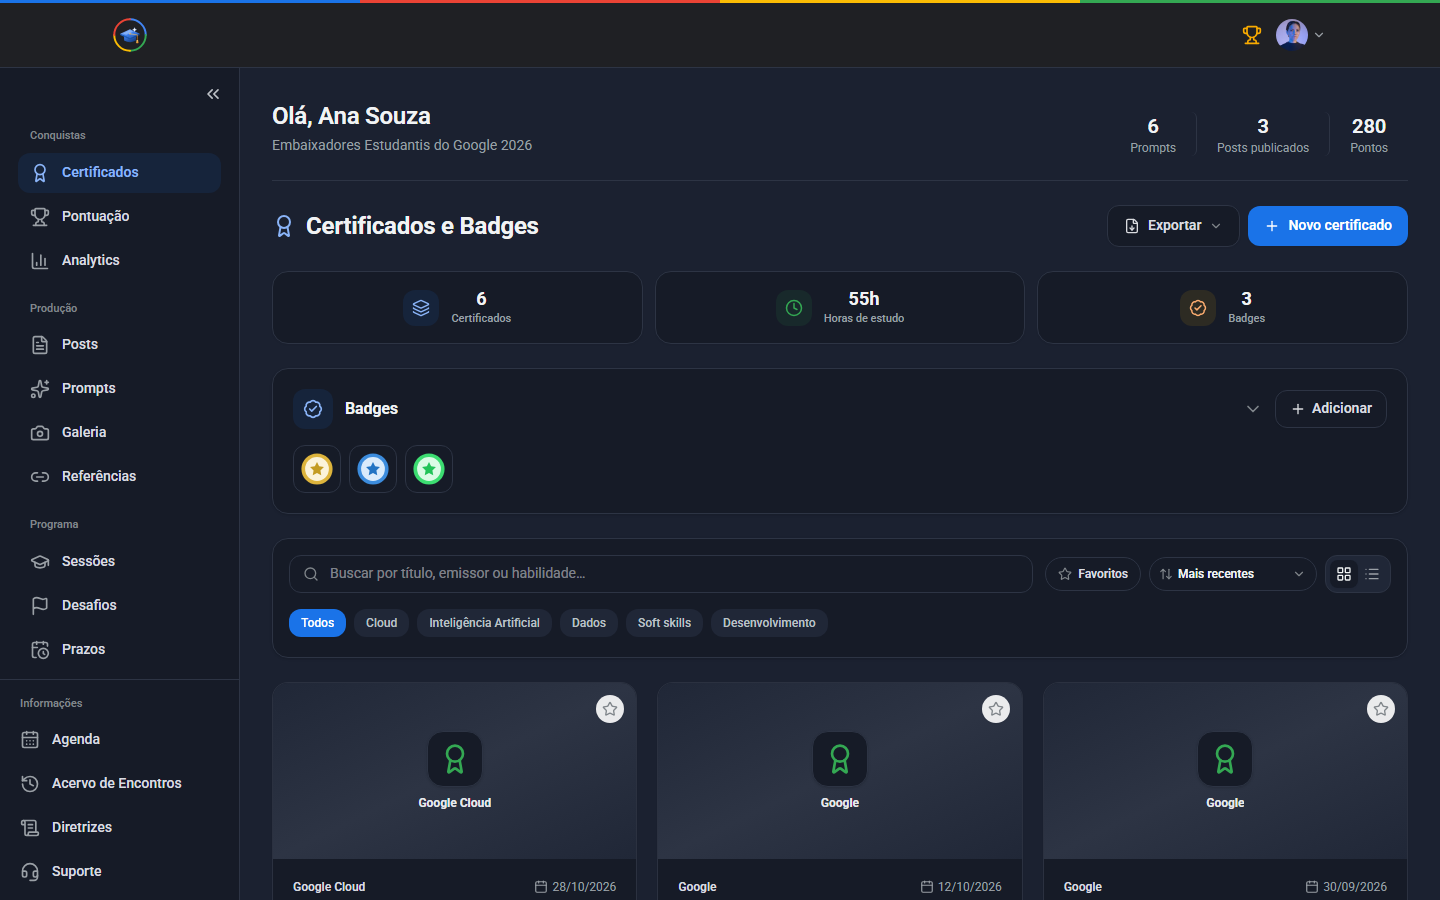 Conquistas
Certificados
Pontuação
Analytics
Produção
Posts
Prompts
Galeria
Referências
Programa
Sessões
Desafios
Prazos
Informações
Agenda
Acervo de Encontros
Diretrizes
Suporte
Olá, Ana Souza
Embaixadores Estudantis do Google 2026
6
Prompts
3
Posts publicados
280
Pontos
Certificados e Badges
Exportar
Novo certificado
6
Certificados
55h
Horas de estudo
3
Badges
Badges
Adicionar
Buscar por título, emissor ou habilidade...
Favoritos
Mais recentes
Todos
Cloud
Inteligência Artificial
Dados
Soft skills
Desenvolvimento
Google Cloud
Google Cloud 28/10/2026
Google
Google 12/10/2026
Google
Google 30/09/2026